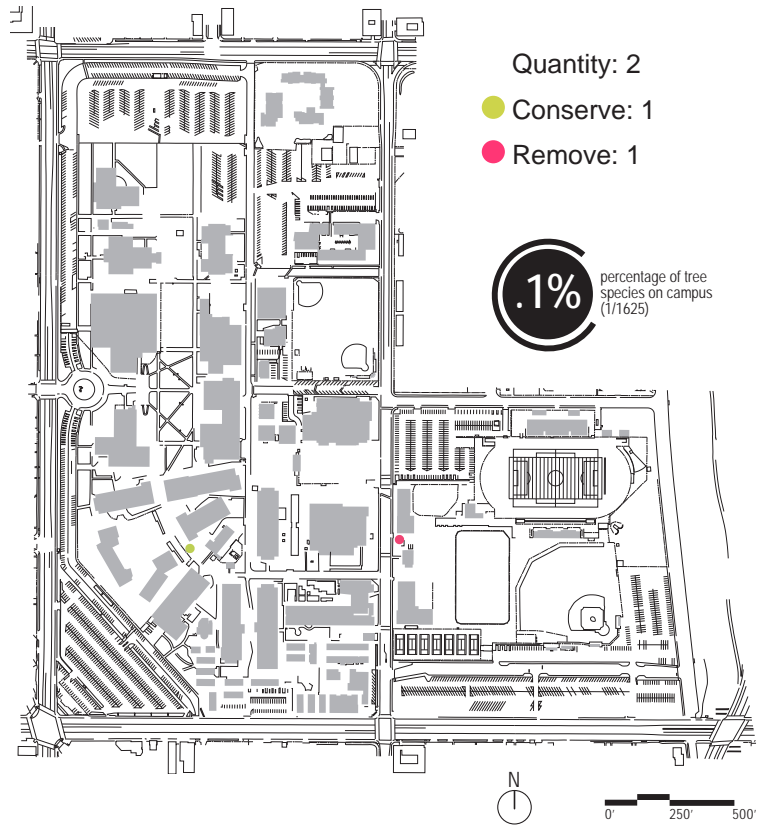 Quantity: 2
Conserve: 1
Remove: 1
.1%
percentage of tree
species on campus
(1/1625)
N
0' 250' 500'